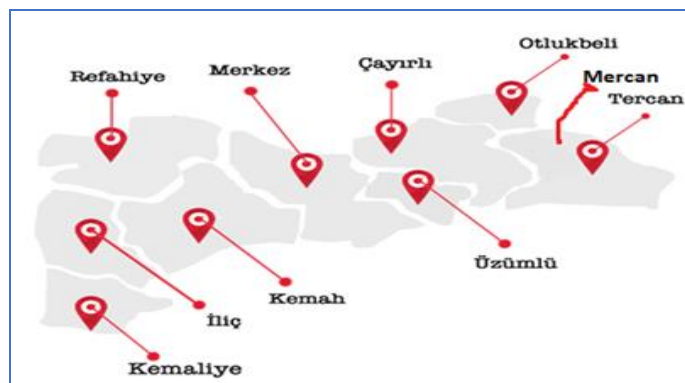 Otlukbeli
Merkez
Çayırlı
Refahiye
Mercan
Tercan
Üzümlü
Kemah
İliç
Kemaliye